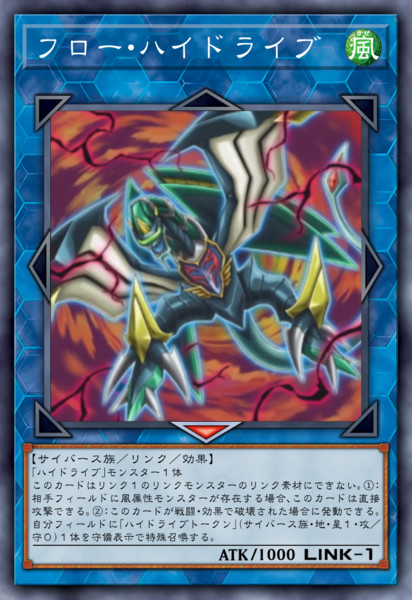 フロー・ハイドライブ
かぜ
風
【サイバース族／リンク／効果】
「ハイドライブ」モンスター１体
このカードはリンク１のリンクモンスターのリンク素材にできない。①：
相手フィールドに風属性モンスターが存在する場合、このカードは直接
攻撃できる。②：このカードが戦闘・効果で破壊された場合に発動できる。
自分フィールドに「ハイドライブトークン」（サイバース族・地・星１・攻／
守０）１体を守備表示で特殊召喚する。
ATK/1000 LINK-1